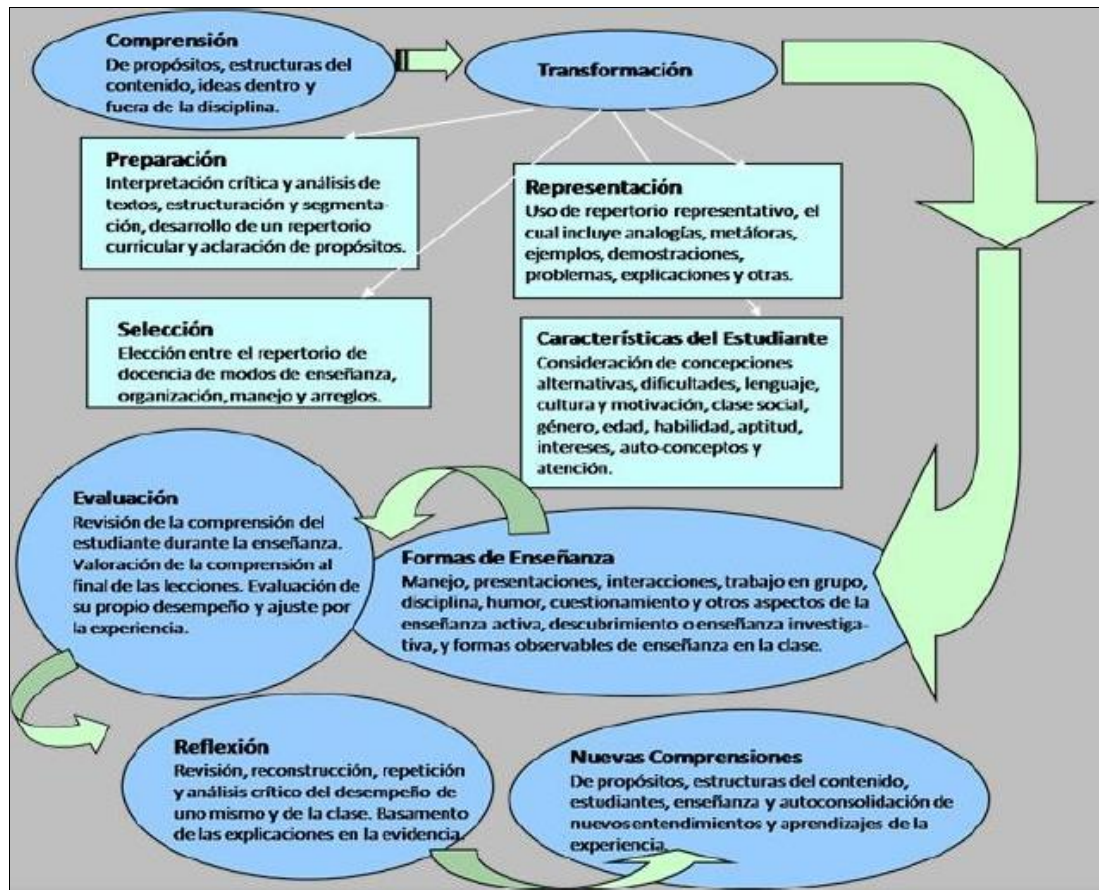 Comprensión
De propósitos, estructuras del
contenido, ideas dentro y
fuera de la disciplina.
Transformación
Preparación
Interpretación crítica y análisis de
textos, estructuración y segmenta-
ción, desarrollo de un repertorio
curricular y aclaración de propósitos.
Representación
Uso de repertorio representativo, el
cual incluye analogías, metáforas,
ejemplos, demostraciones,
problemas, explicaciones y otras.
Selección
Elección entre el repertorio de
docencia de modos de enseñanza,
organización, manejo y arreglos.
Características del Estudiante
Consideración de concepciones
alternativas, dificultades, lenguaje,
cultura y motivación, clase social,
género, edad, habilidad, aptitud,
intereses, auto-conceptos y
atención.
Evaluación
Revisión de la comprensión del
estudiante durante la enseñanza.
Valoración de la comprensión al
final de las lecciones. Evaluación de
su propio desempeño y ajuste por
la experiencia.
Formas de Enseñanza
Manejo, presentaciones, interacciones, trabajo en grupo,
disciplina, humor, cuestionamiento y otros aspectos de la
enseñanza activa, descubrimiento o enseñanza investiga-
tiva, y formas observables de enseñanza en la clase.
Reflexión
Revisión, reconstrucción, repetición
y análisis crítico del desempeño de
uno mismo y de la clase. Basamento
de las explicaciones en la evidencia.
Nuevas Comprensiones
De propósitos, estructuras del contenido,
estudiantes, enseñanza y autoconsolidación de
nuevos entendimientos y aprendizajes de la
experiencia.